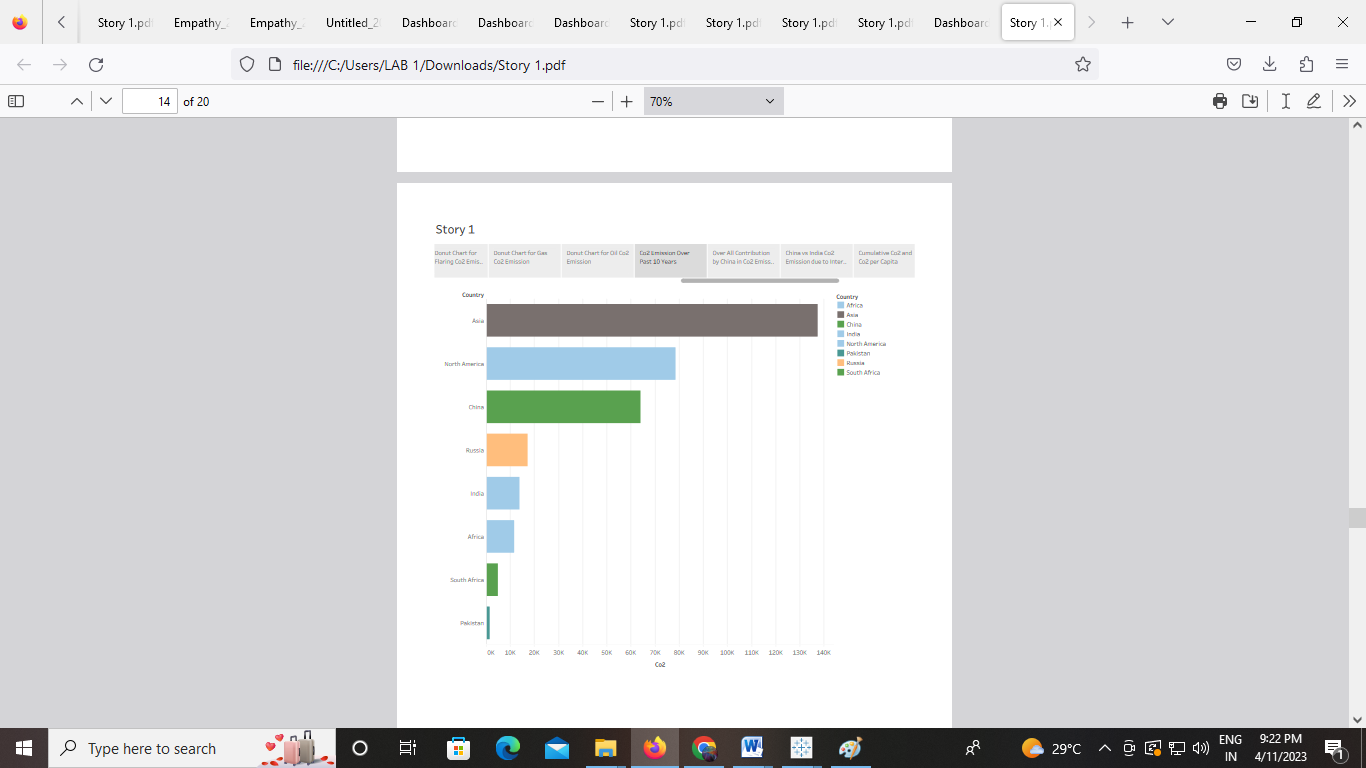 Story 1.pdf
Empathy_
Empathy_
Untitled_2
Dashboard
Dashboard
Dashboard
Story 1.pdf
Story 1.pdf
Story 1.pdf
Story 1.pdf
Dashboard
Story 1.p
file:///C:/Users/LAB 1/Downloads/Story 1.pdf
14 of 20
70%
Story 1
Donut Chart for
Flaring Co2 Emis..
Donut Chart for Gas
Co2 Emission
Donut Chart for Oil Co2
Emission
Co2 Emission Over
Past 10 Years
Over All Contribution
by China in Co2 Emiss..
China vs India Co2
Emission due to Inter..
Cumulative Co2 and
Co2 per Capita
Country
Asia
North America
China
Russia
India
Africa
South Africa
Pakistan
0K 10K 20K 30K 40K 50K 60K 70K 80K 90K 100K 110K 120K 130K 140K
Co2
Country
Africa
Asia
China
India
North America
Pakistan
Russia
South Africa
Type here to search
29°C
ENG
IN
9:22 PM
4/11/2023
1